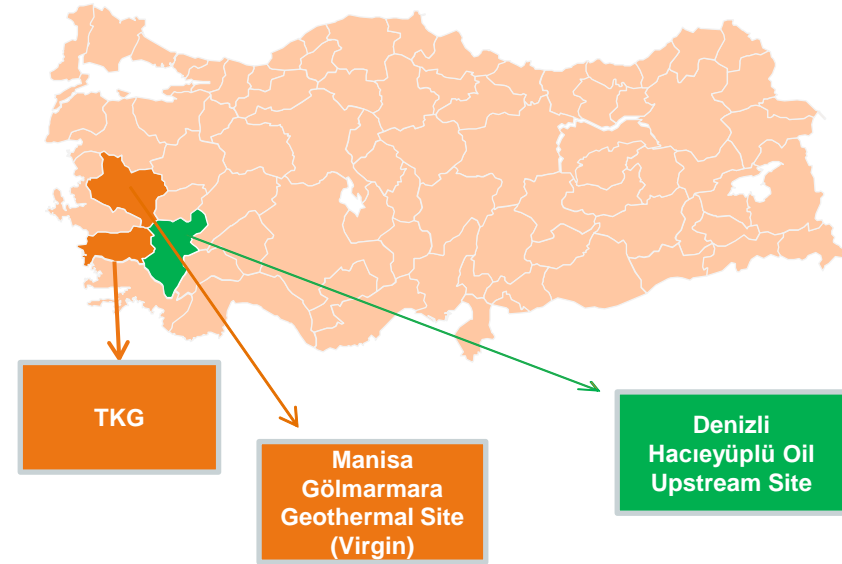 TKG
Manisa
Gölmarmara
Geothermal Site
(Virgin)
Denizli
Hacıeyüplü Oil
Upstream Site